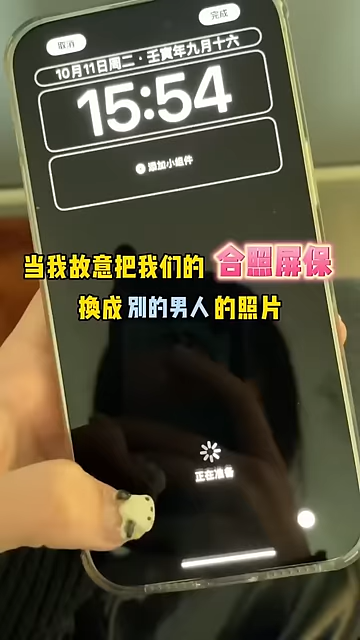 取消
完成
10月11日周二·壬寅年九月十六
15:54
添加小组件
当我故意把我们的 合照屏保
換成 别的男人 的照片
正在准备